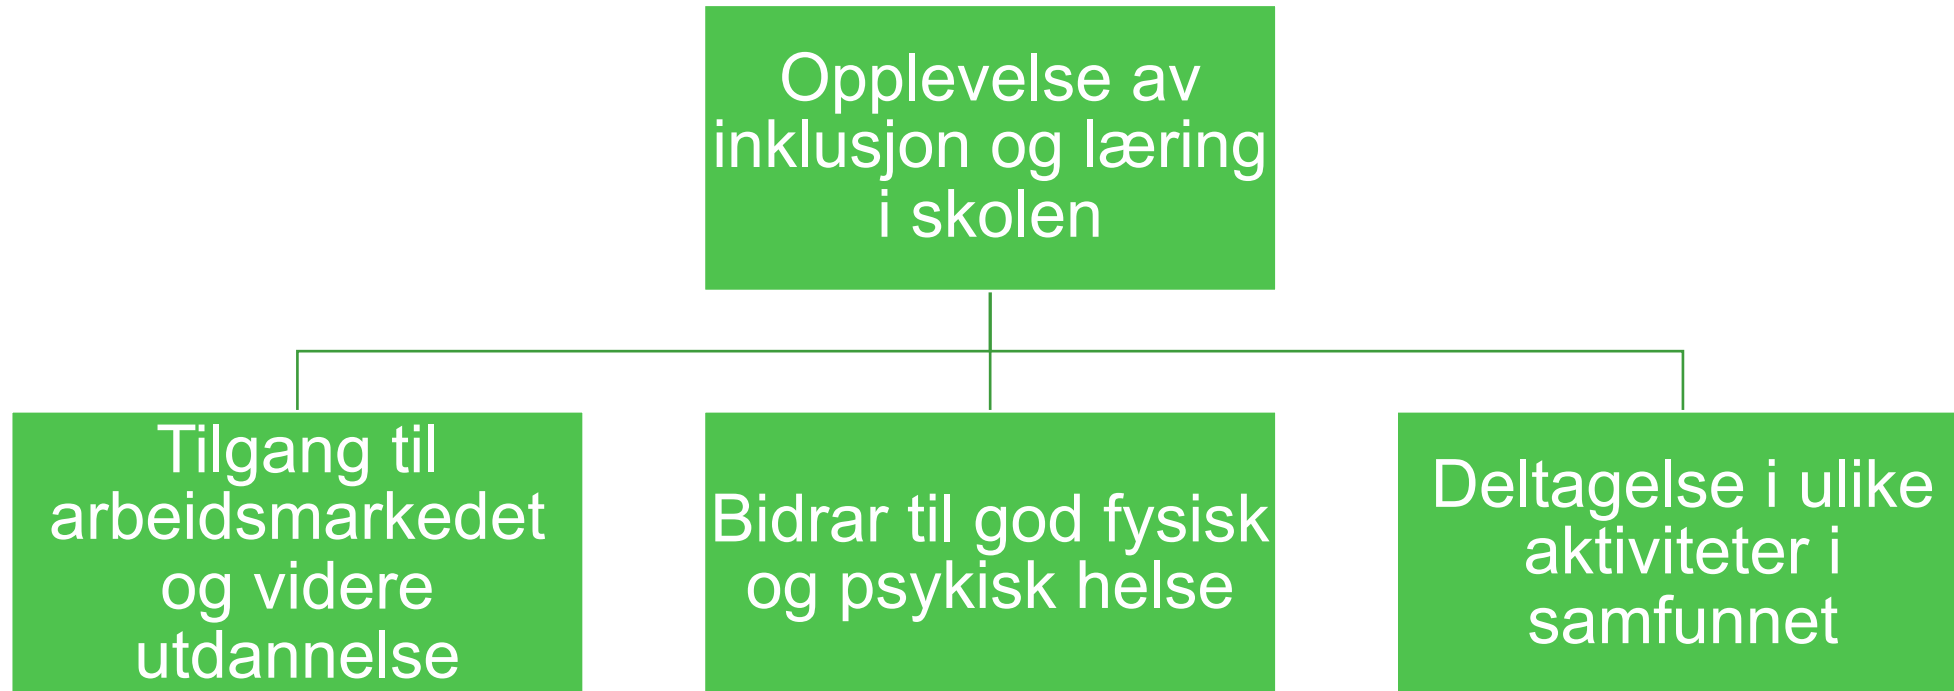 Opplevelse av
inklusjon og læring
i skolen
Tilgang til
arbeidsmarkedet
og videre
utdannelse
Bidrar til god fysisk
og psykisk helse
Deltagelse i ulike
aktiviteter i
samfunnet